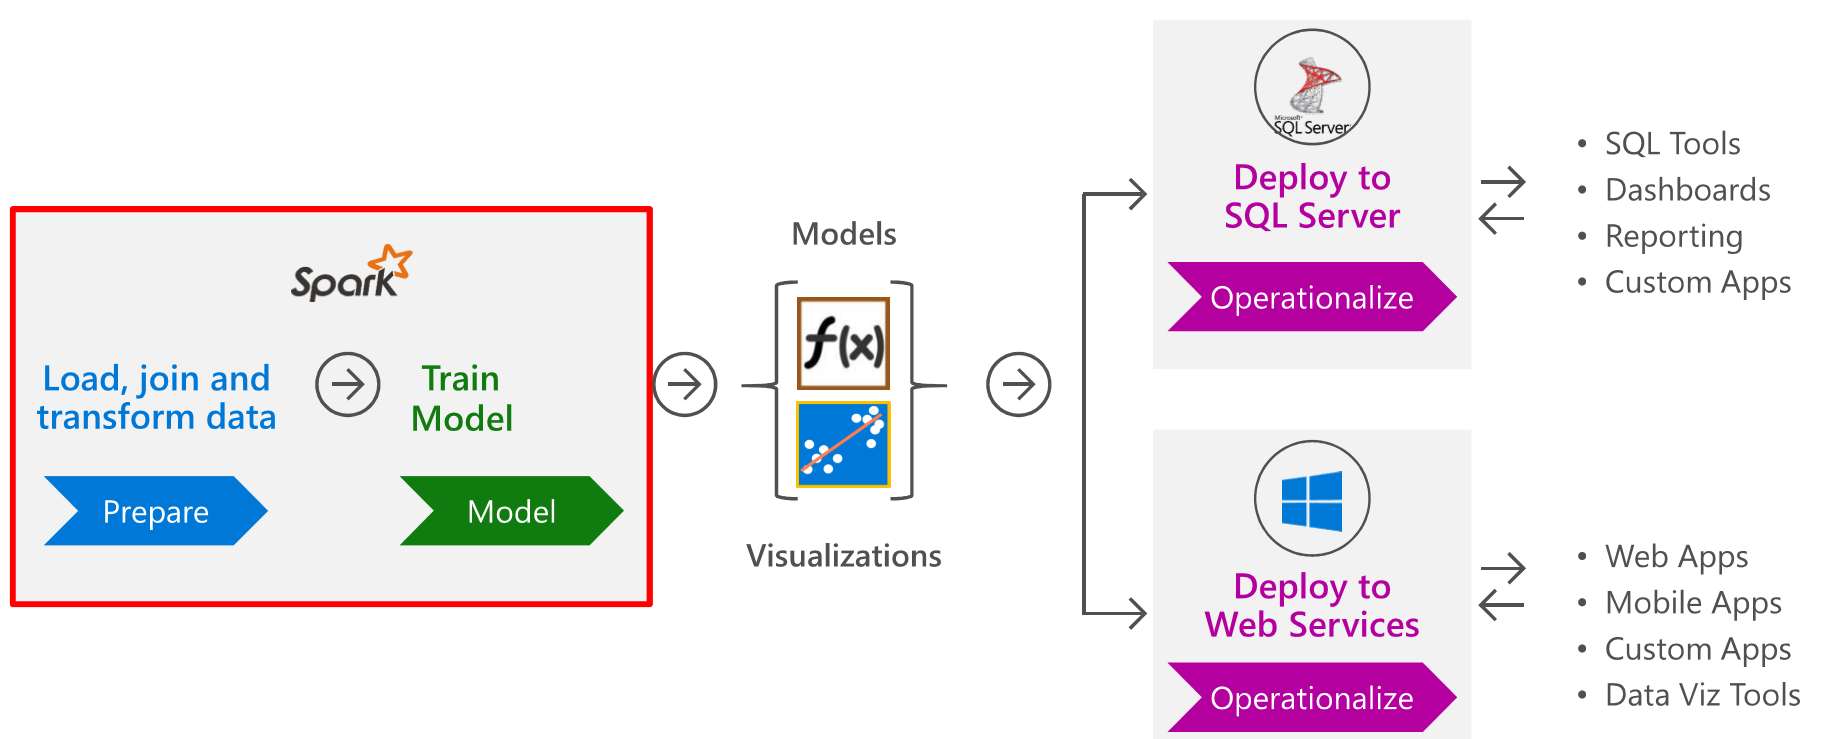 Spark
Load, join and
transform data
Train
Model
Prepare
Model
Models
f(x)
Visualizations
Microsoft
SQL Server
Deploy to
SQL Server
Operationalize
• SQL Tools
• Dashboards
• Reporting
• Custom Apps
Deploy to
Web Services
Operationalize
• Web Apps
• Mobile Apps
• Custom Apps
• Data Viz Tools